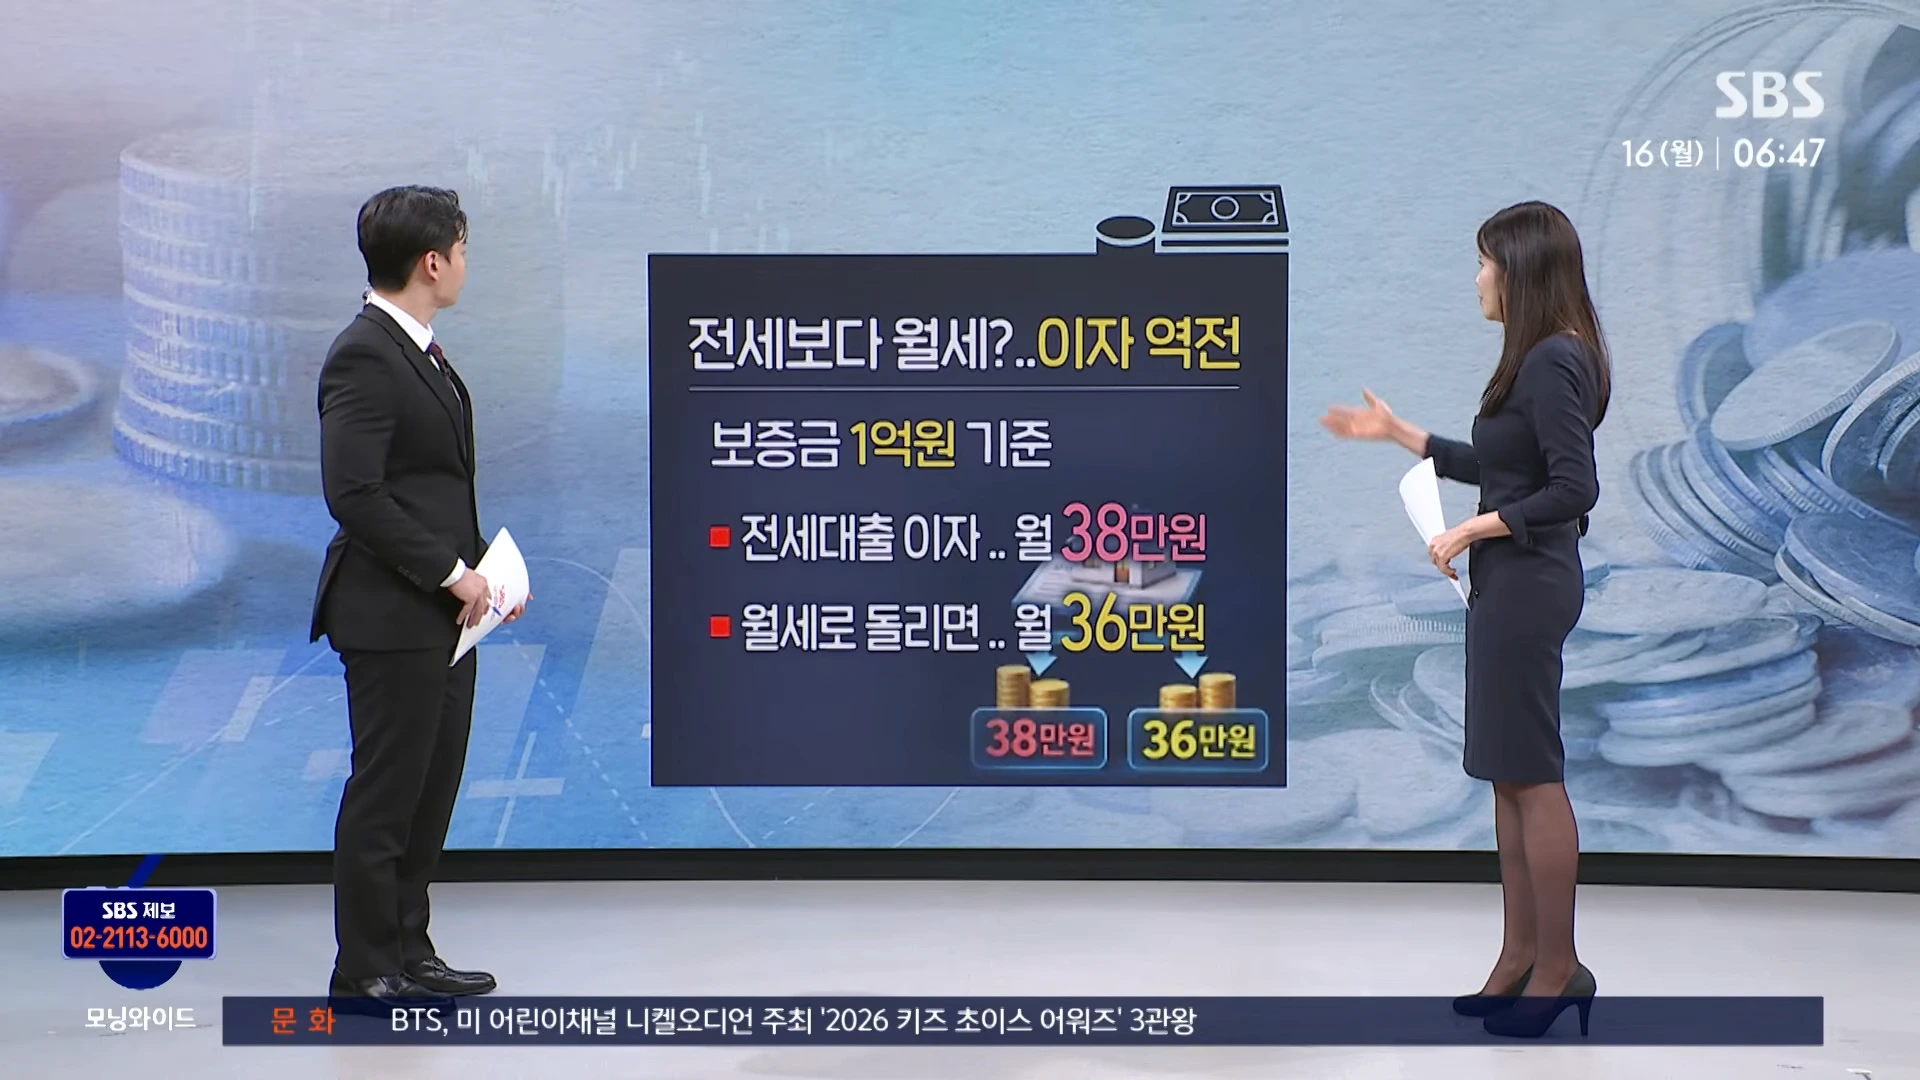 SBS
16(월) | 06:47
전세보다 월세?..이자 역전
보증금 1억원 기준
전세대출 이자.. 월 38만원
월세로 돌리면.. 월 36만원
38만원 36만원
SBS 제보
02-2113-6000
모닝와이드
문화 BTS, 미 어린이채널 니켈오디언 주최 '2026 키즈 초이스 어워즈' 3관왕